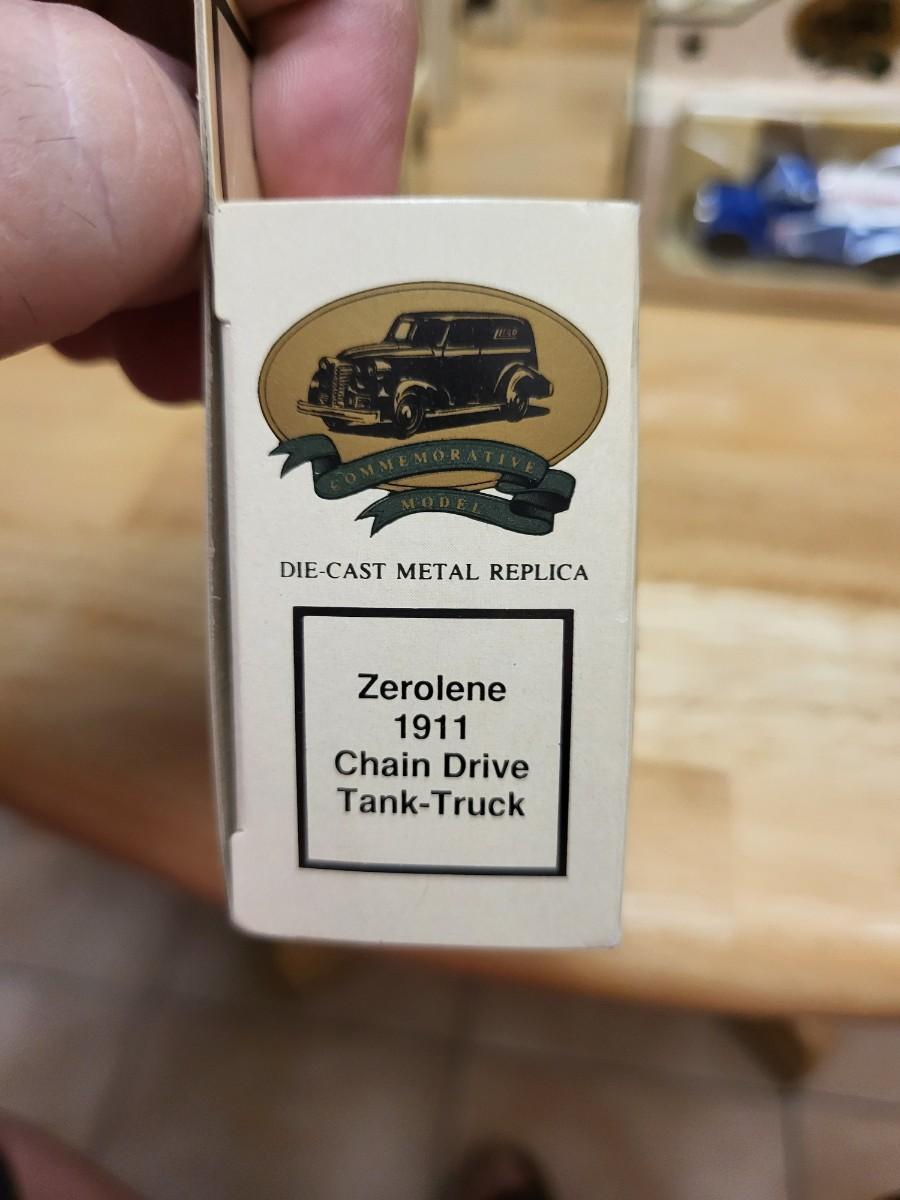 COMMEMORATIVE
MODEL
DIE-CAST METAL REPLICA
Zerolene
1911
Chain Drive
Tank-Truck